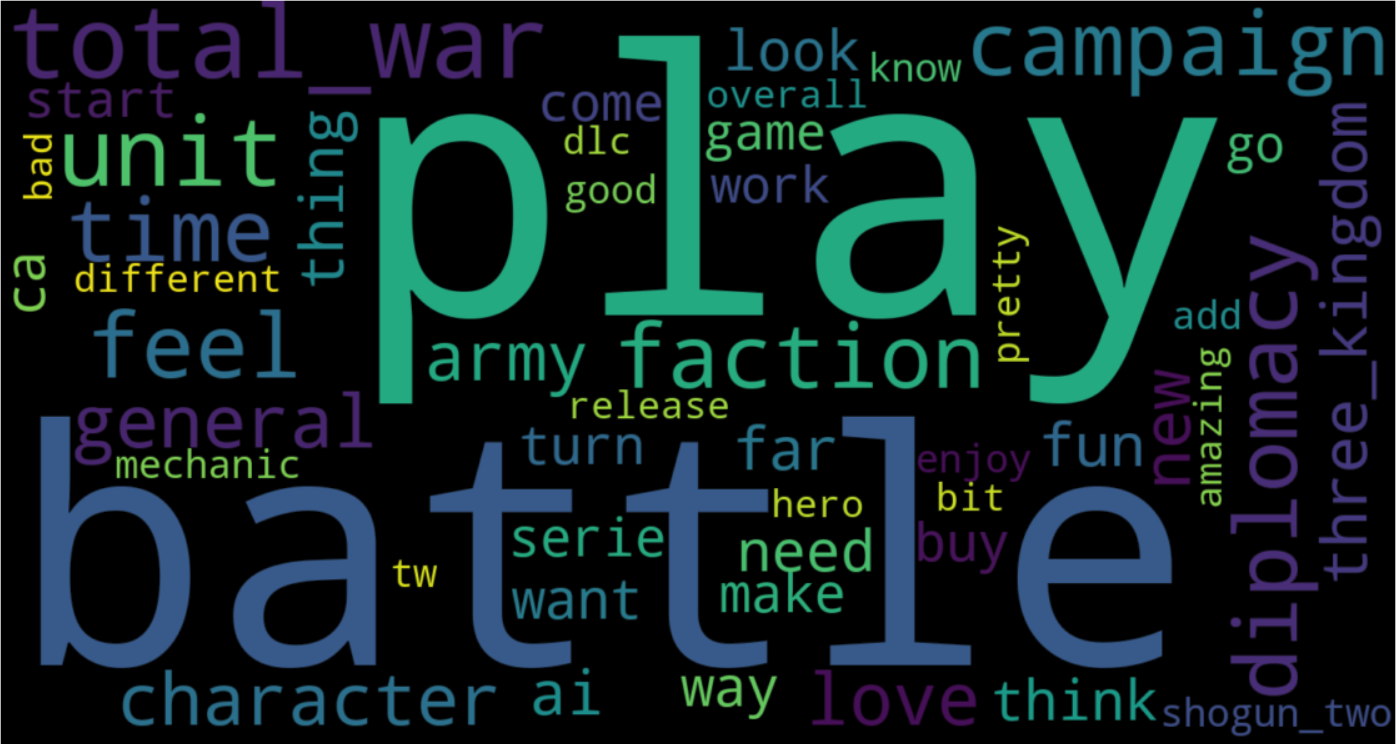 total_war
look
campaign
know
start
come
overall
play
thing
dlc
game
unit
bad
good
work
go
three_kingdom
time
ca
different
pretty
diplomacy
add
feel
army
faction
amazing
new
general
release
mechanic
turn
far
enjoy
fun
battle
hero
bit
serie
need
buy
tw
want
make
character
ai
way
love
think
shogun_two